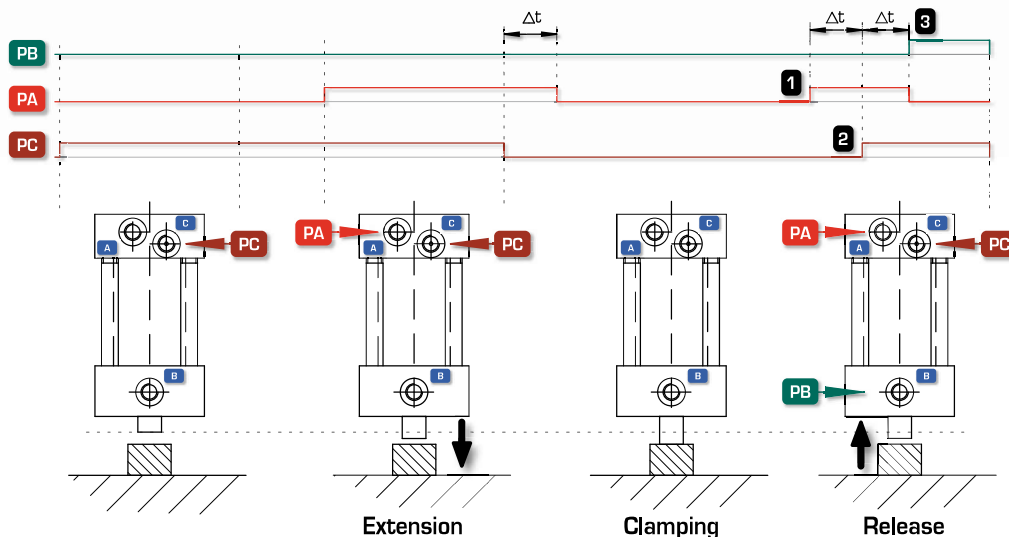 Δt Δt Δt
3
PB
PA 1
PC 2
A C PC
PA A C PC
A C
PA A C PC
B
B
B
PB B
Extension Clamping Release